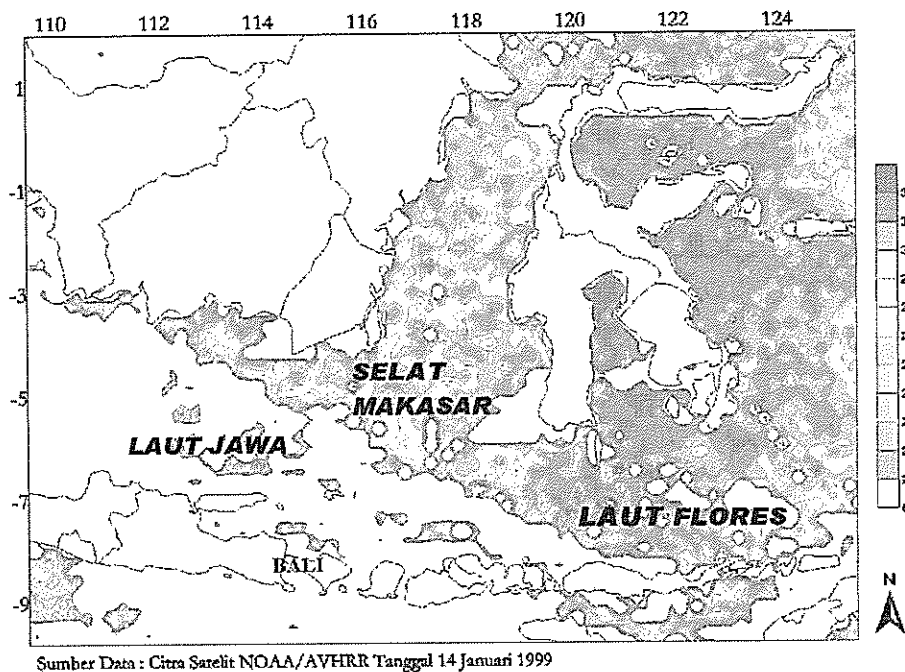 110 112 114 116 118 120 122 124
1
-1
-3
-5
-7
-9
SELAT
MAKASAR
LAUT JAWA
LAUT FLORES
BALI
N
Sumber Data : Citra Satelit NOAA/AVHRR Tanggal 14 Januari 1999